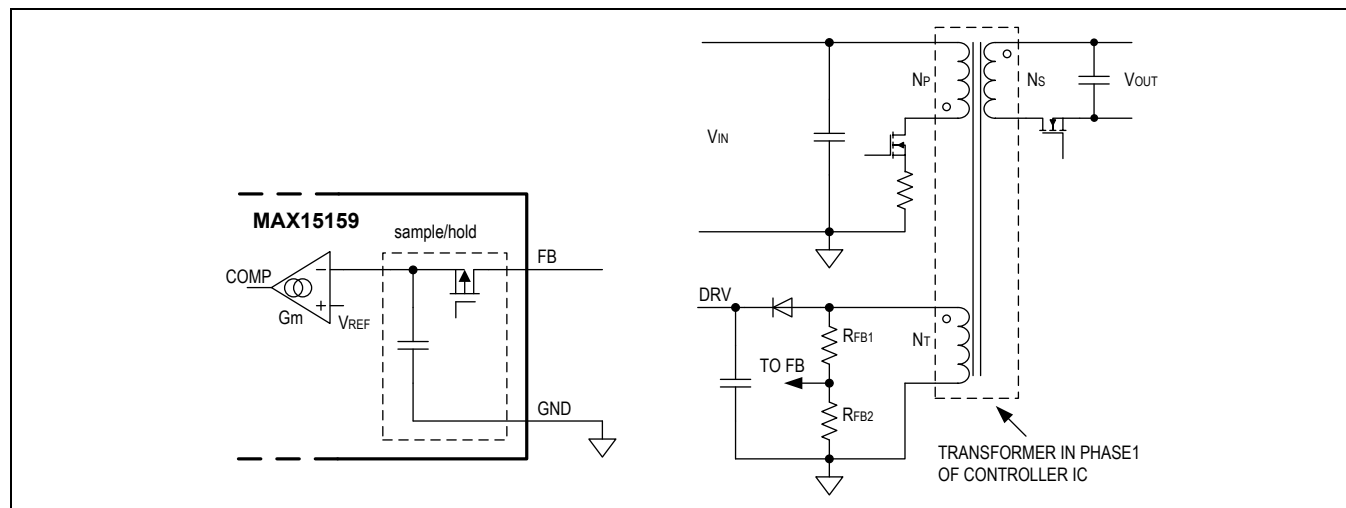 MAX15159
sample/hold
FB
COMP
Gm
VREF
GND
NP
NS
VOUT
VIN
DRV
RFB1
NT
TO FB
RFB2
TRANSFORMER IN PHASE1
OF CONTROLLER IC